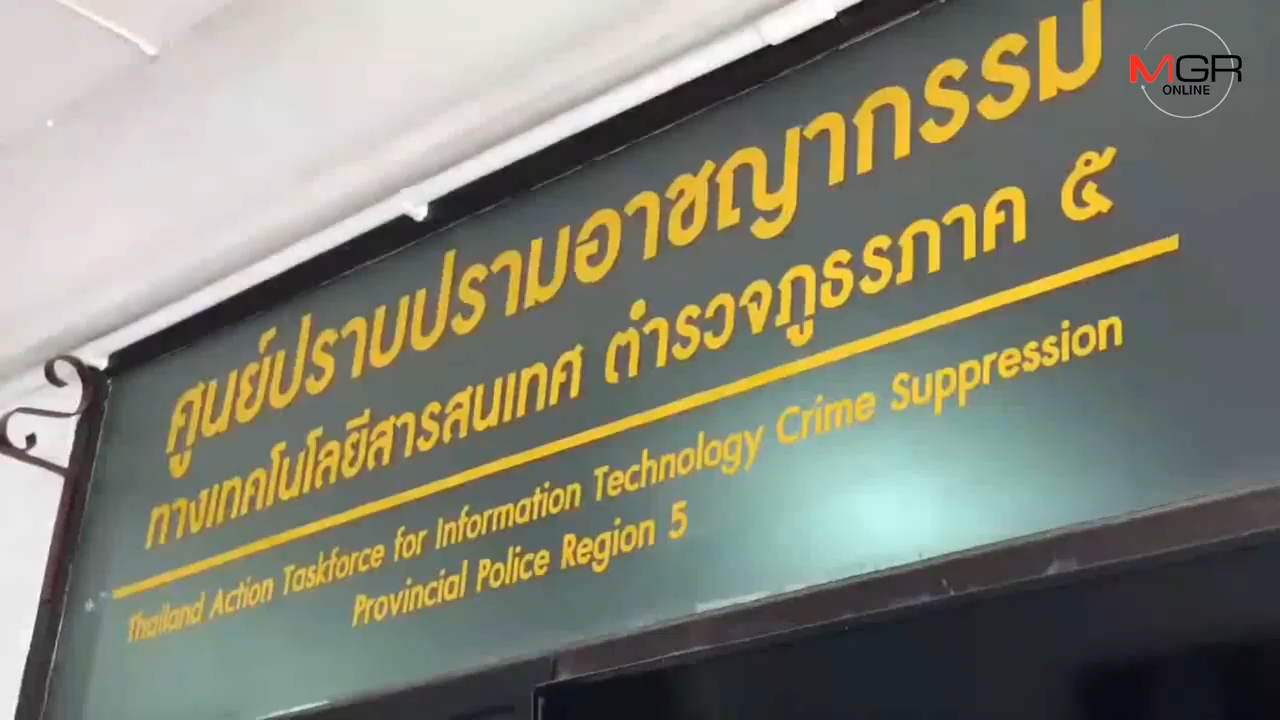 MGR
ONLINE
ศูนย์ปราบปรามอาชญากรรม
ทางเทคโนโลยีสารสนเทศ ตำรวจภูธรภาค ๕
Thailand Action Taskforce for Information Technology Crime Suppression
Provincial Police Region 5